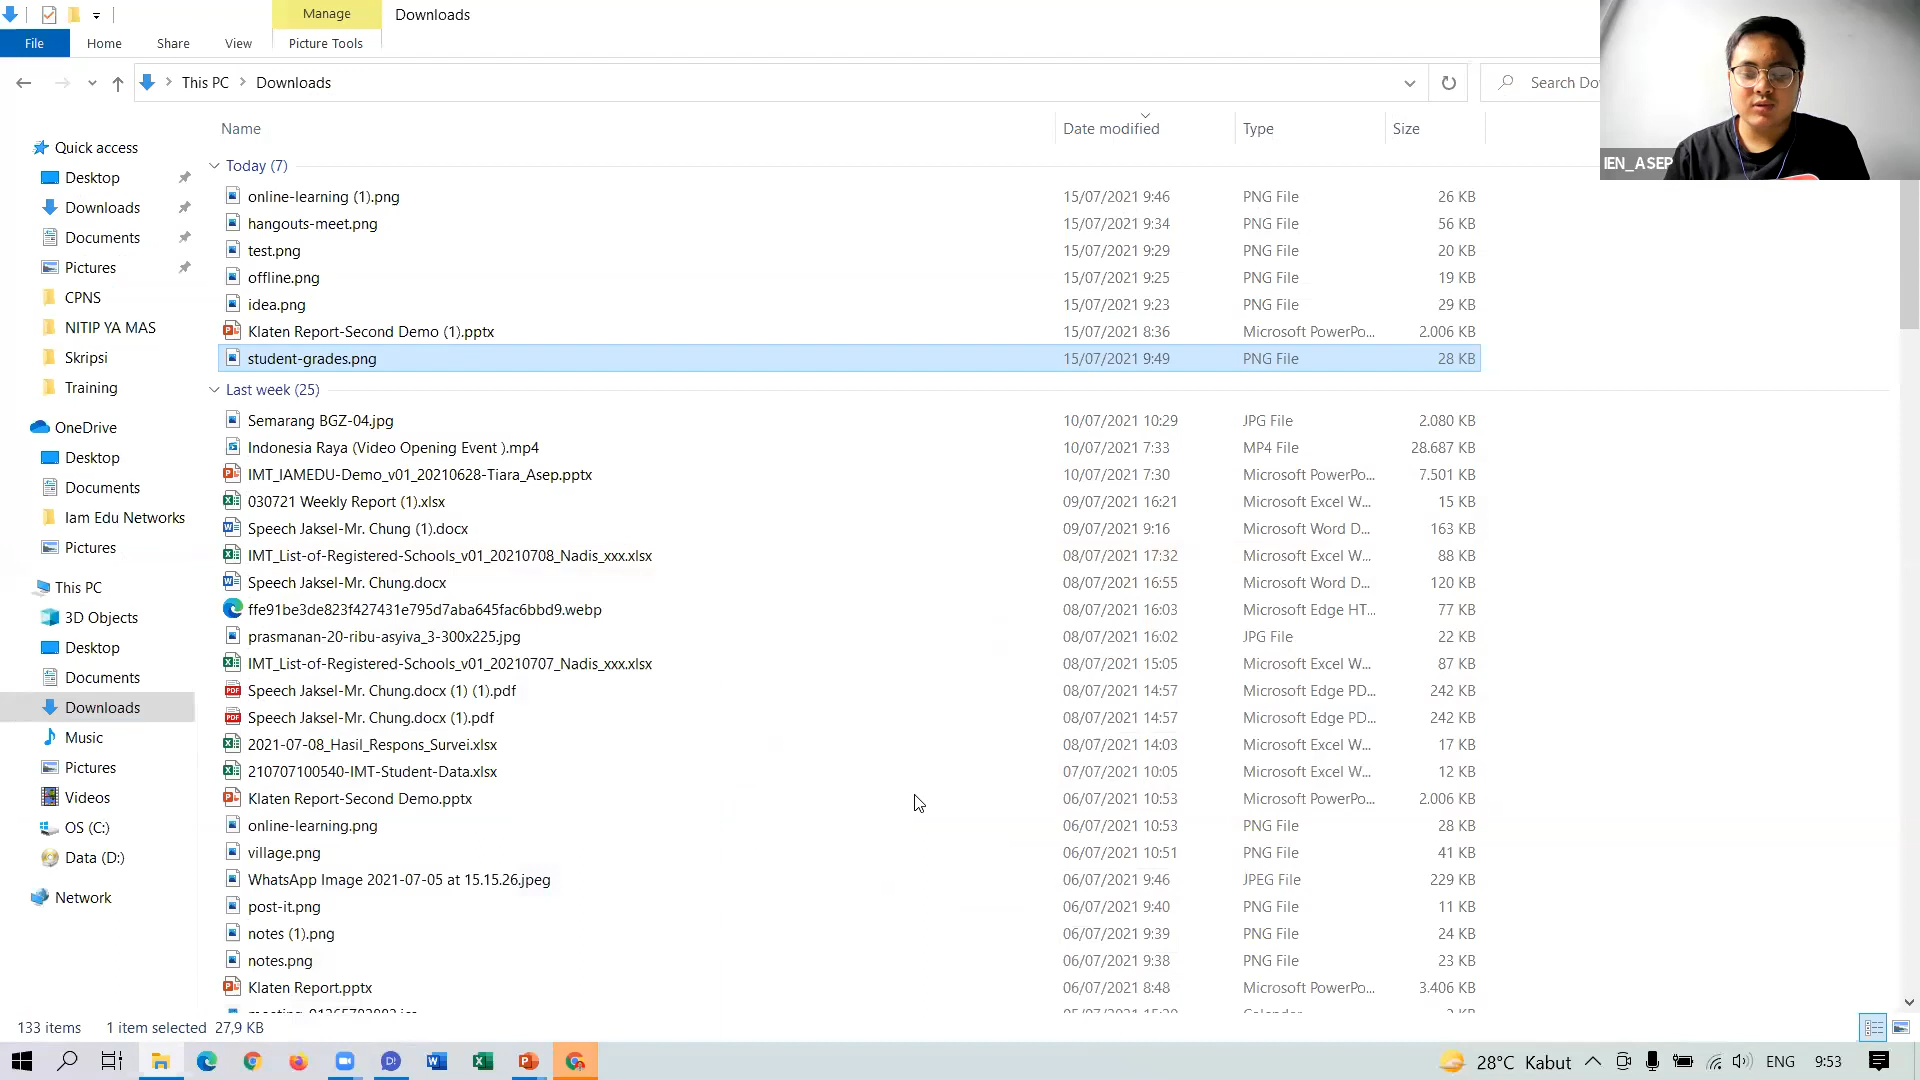 Manage
Downloads
File
Home
Share
View
Picture Tools
This PC
Downloads
Search Do
IEN_ASEP
Name
Date modified
Type
Size
Quick access
Desktop
Downloads
Documents
Pictures
CPNS
NITIP YA MAS
Skripsi
Training
OneDrive
Desktop
Documents
Iam Edu Networks
Pictures
This PC
3D Objects
Desktop
Documents
Downloads
Music
Pictures
Videos
OS (C:)
Data (D:)
Network
Today (7)
online-learning (1).png 15/07/2021 9:46 PNG File 26 KB
hangouts-meet.png 15/07/2021 9:34 PNG File 56 KB
test.png 15/07/2021 9:29 PNG File 20 KB
offline.png 15/07/2021 9:25 PNG File 19 KB
idea.png 15/07/2021 9:23 PNG File 29 KB
Klaten Report-Second Demo (1).pptx 15/07/2021 8:36 Microsoft PowerPo... 2.006 KB
student-grades.png 15/07/2021 9:49 PNG File 28 KB
Last week (25)
Semarang BGZ-04.jpg 10/07/2021 10:29 JPG File 2.080 KB
Indonesia Raya (Video Opening Event ).mp4 10/07/2021 7:33 MP4 File 28.687 KB
IMT_IAMEDU-Demo_v01_20210628-Tiara_Asep.pptx 10/07/2021 7:30 Microsoft PowerPo... 7.501 KB
030721 Weekly Report (1).xlsx 09/07/2021 16:21 Microsoft Excel W... 15 KB
Speech Jaksel-Mr. Chung (1).docx 09/07/2021 9:16 Microsoft Word D... 163 KB
IMT_List-of-Registered-Schools_v01_20210708_Nadis_xxx.xlsx 08/07/2021 17:32 Microsoft Excel W... 88 KB
Speech Jaksel-Mr. Chung.docx 08/07/2021 16:55 Microsoft Word D... 120 KB
ffe91be3de823f427431e795d7aba645fac6bbd9.webp 08/07/2021 16:03 Microsoft Edge HT... 77 KB
prasmanan-20-ribu-asyiva_3-300x225.jpg 08/07/2021 16:02 JPG File 22 KB
IMT_List-of-Registered-Schools_v01_20210707_Nadis_xxx.xlsx 08/07/2021 15:05 Microsoft Excel W... 87 KB
Speech Jaksel-Mr. Chung.docx (1) (1).pdf 08/07/2021 14:57 Microsoft Edge PD... 242 KB
Speech Jaksel-Mr. Chung.docx (1).pdf 08/07/2021 14:57 Microsoft Edge PD... 242 KB
2021-07-08_Hasil_Respons_Survei.xlsx 08/07/2021 14:03 Microsoft Excel W... 17 KB
210707100540-IMT-Student-Data.xlsx 07/07/2021 10:05 Microsoft Excel W... 12 KB
Klaten Report-Second Demo.pptx 06/07/2021 10:53 Microsoft PowerPo... 2.006 KB
online-learning.png 06/07/2021 10:53 PNG File 28 KB
village.png 06/07/2021 10:51 PNG File 41 KB
WhatsApp Image 2021-07-05 at 15.15.26.jpeg 06/07/2021 9:46 JPEG File 229 KB
post-it.png 06/07/2021 9:40 PNG File 11 KB
notes (1).png 06/07/2021 9:39 PNG File 24 KB
notes.png 06/07/2021 9:38 PNG File 23 KB
Klaten Report.pptx 06/07/2021 8:48 Microsoft PowerPo... 3.406 KB
133 items 1 item selected 27,9 KB
28°C Kabut ENG 9:53